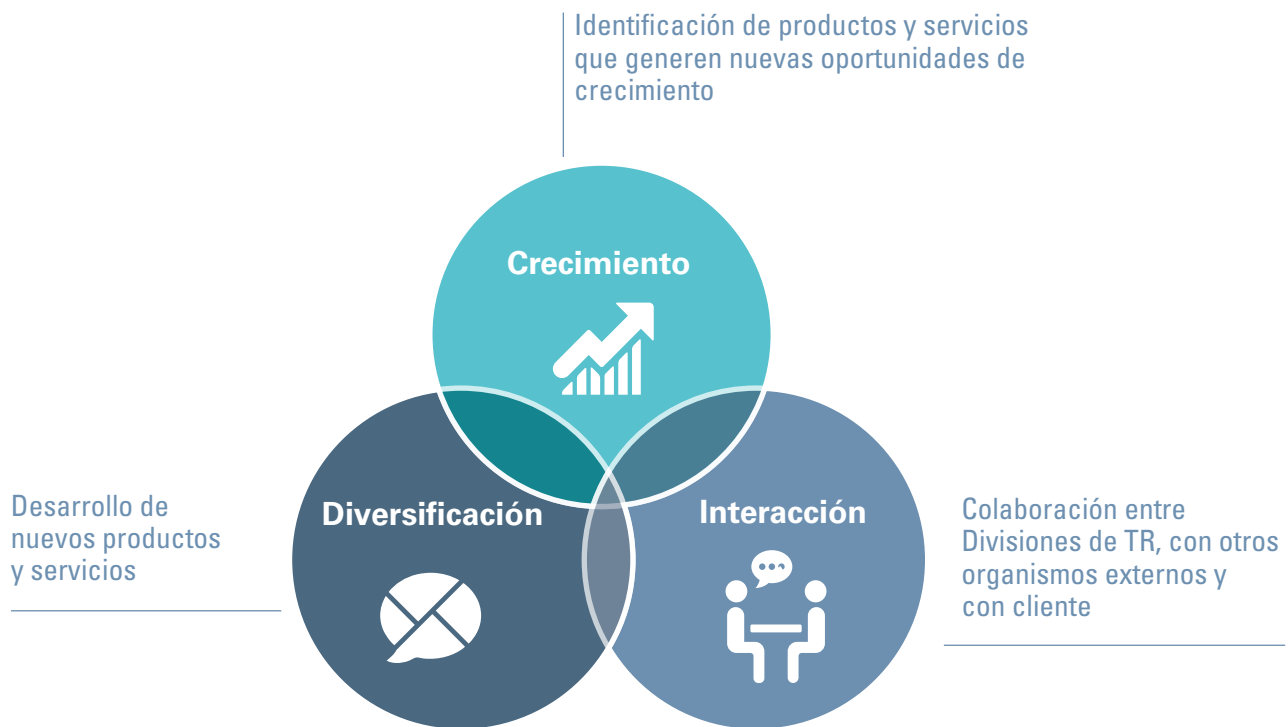 Identificación de productos y servicios
que generen nuevas oportunidades de
crecimiento
Crecimiento
Diversificación
Interacción
Desarrollo de
nuevos productos
y servicios
Colaboración entre
Divisiones de TR, con otros
organismos externos y
con cliente